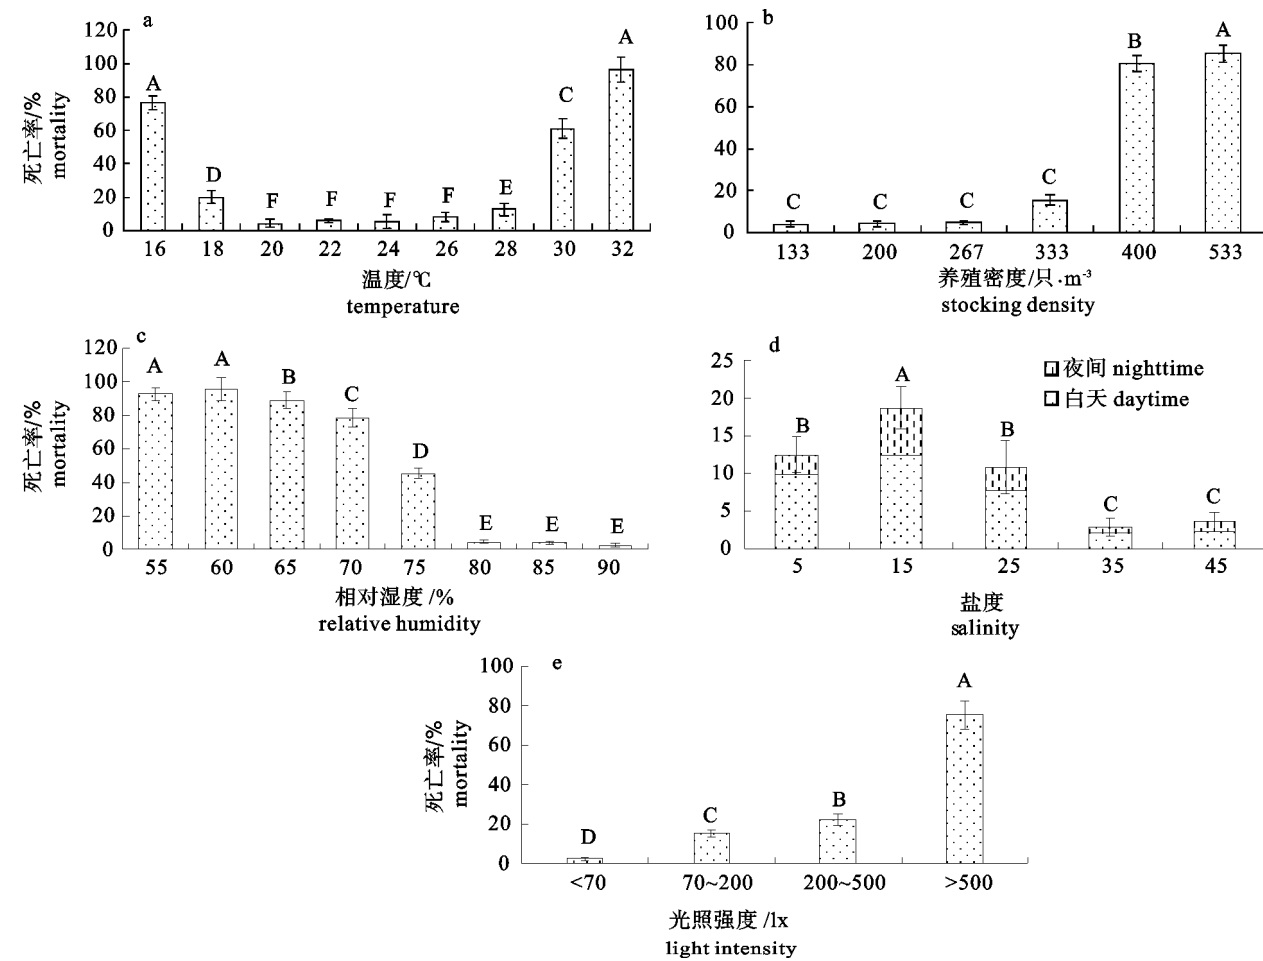 a
120
100
80
60
40
20
0
死亡率/%
mortality
A
D
F
F
F
F
E
C
A
16 18 20 22 24 26 28 30 32
温度/℃
temperature
b
100
80
60
40
20
0
C
C
C
C
B
A
133 200 267 333 400 533
养殖密度/只·m⁻³
stocking density
c
120
100
80
60
40
20
0
死亡率/%
mortality
A
A
B
C
D
E
E
E
55 60 65 70 75 80 85 90
相对湿度/%
relative humidity
d
25
20
15
10
5
0
夜间 nighttime
白天 daytime
B
A
B
C
C
5 15 25 35 45
盐度
salinity
e
100
80
60
40
20
0
死亡率/%
mortality
D
C
B
A
<70 70~200 200~500 >500
光照强度/lx
light intensity